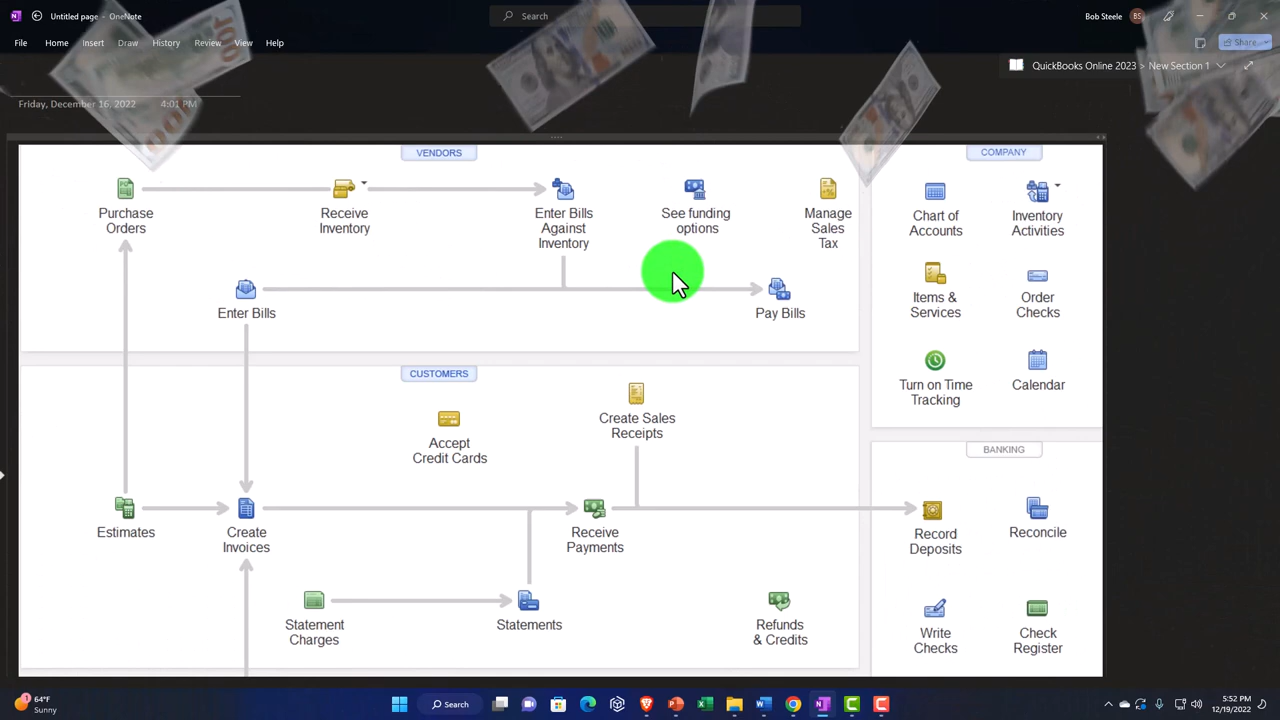 Untitled page - OneNote
Search
Bob Steele
BS
File
Home
Insert
Draw
History
Review
View
Help
Share
QuickBooks Online 2023 > New Section 1
Friday, December 16, 2022
4:01 PM
VENDORS
COMPANY
Purchase
Orders
Receive
Inventory
Enter Bills
Against
Inventory
See funding
options
Manage
Sales
Tax
Chart of
Accounts
Inventory
Activities
Enter Bills
Pay Bills
Items &
Services
Order
Checks
CUSTOMERS
Turn on Time
Tracking
Calendar
Accept
Credit Cards
Create Sales
Receipts
BANKING
Estimates
Create
Invoices
Receive
Payments
Record
Deposits
Reconcile
Statement
Charges
Statements
Refunds
& Credits
Write
Checks
Check
Register
64°F
Sunny
Search
5:52 PM
12/19/2022